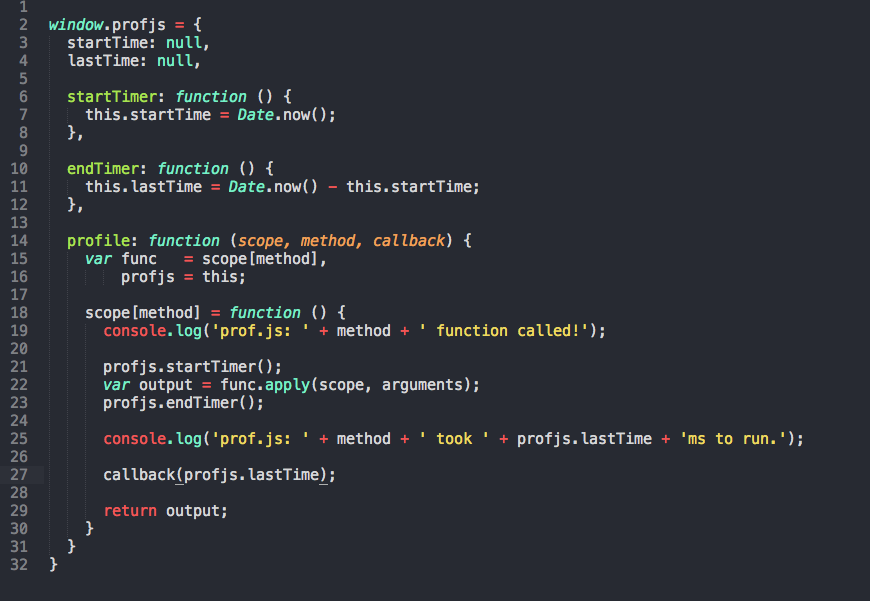 1
2 window.profjs = {
3   startTime: null,
4   lastTime: null,
5
6   startTimer: function () {
7     this.startTime = Date.now();
8   },
9
10   endTimer: function () {
11     this.lastTime = Date.now() - this.startTime;
12   },
13
14   profile: function (scope, method, callback) {
15     var func   = scope[method],
16         profjs = this;
17
18     scope[method] = function () {
19       console.log('prof.js: ' + method + ' function called!');
20
21       profjs.startTimer();
22       var output = func.apply(scope, arguments);
23       profjs.endTimer();
24
25       console.log('prof.js: ' + method + ' took ' + profjs.lastTime + 'ms to run.');
26
27       callback(profjs.lastTime);
28
29       return output;
30     }
31   }
32 }